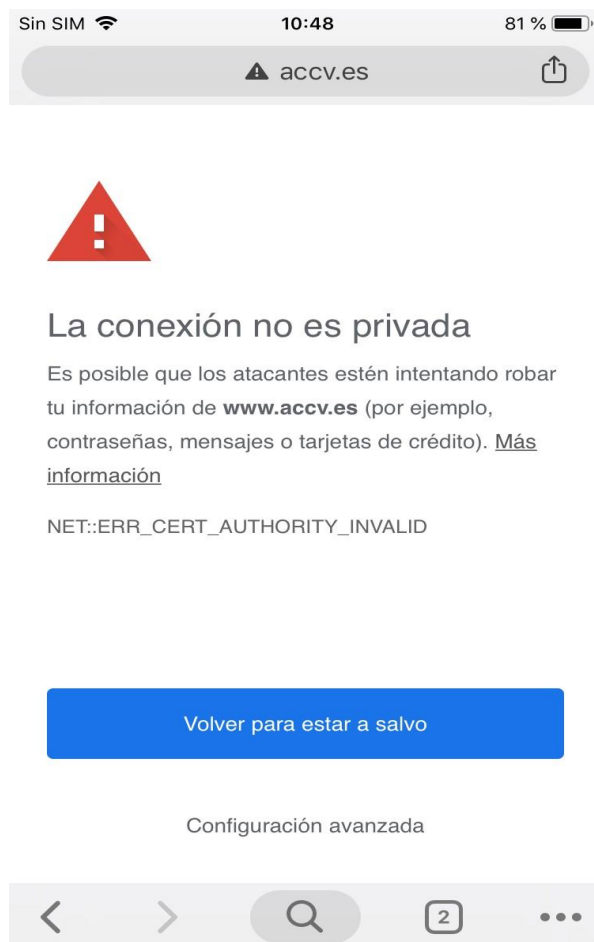 Sin SIM 10:48 81 %
accv.es
La conexión no es privada
Es posible que los atacantes estén intentando robar
tu información de www.accv.es (por ejemplo,
contraseñas, mensajes o tarjetas de crédito). Más
información
NET::ERR_CERT_AUTHORITY_INVALID
Volver para estar a salvo
Configuración avanzada
2